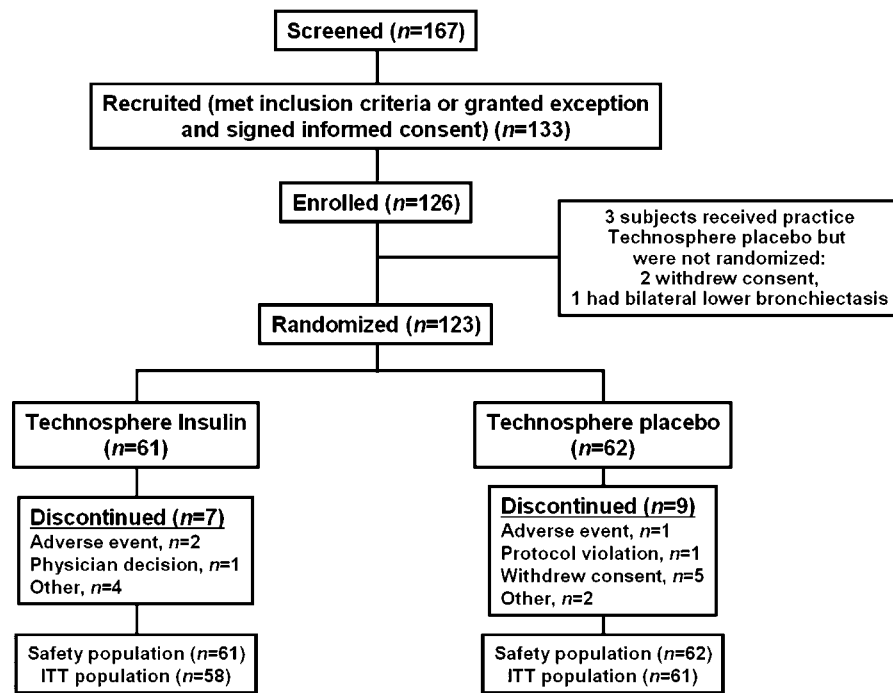 Screened (n=167)
Recruited (met inclusion criteria or granted exception
and signed informed consent) (n=133)
Enrolled (n=126)
3 subjects received practice
Technosphere placebo but
were not randomized:
2 withdrew consent,
1 had bilateral lower bronchiectasis
Randomized (n=123)
Technosphere Insulin
(n=61)
Technosphere placebo
(n=62)
Discontinued (n=7)
Adverse event, n=2
Physician decision, n=1
Other, n=4
Discontinued (n=9)
Adverse event, n=1
Protocol violation, n=1
Withdrew consent, n=5
Other, n=2
Safety population (n=61)
ITT population (n=58)
Safety population (n=62)
ITT population (n=61)